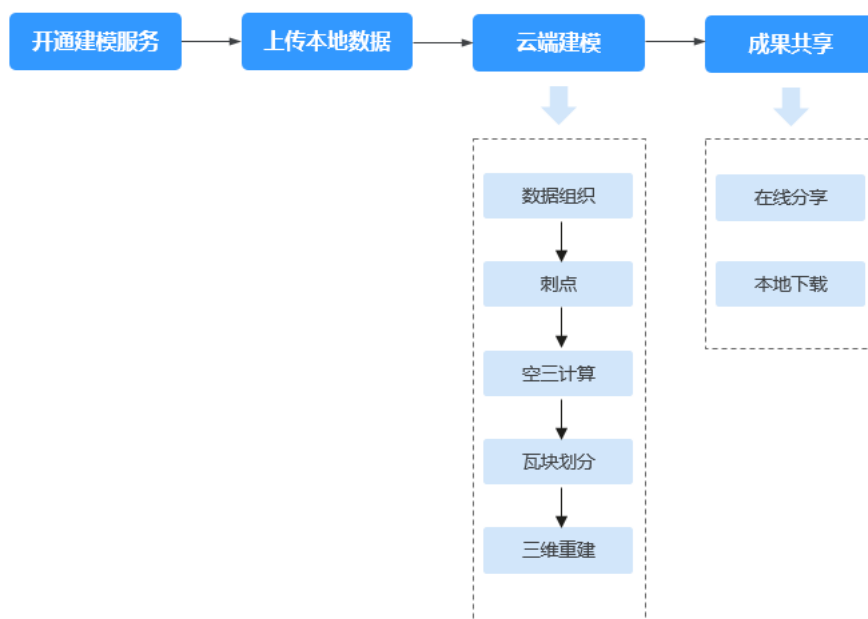 开通建模服务
上传本地数据
云端建模
成果共享
数据组织
刺点
空三计算
瓦块划分
三维重建
在线分享
本地下载